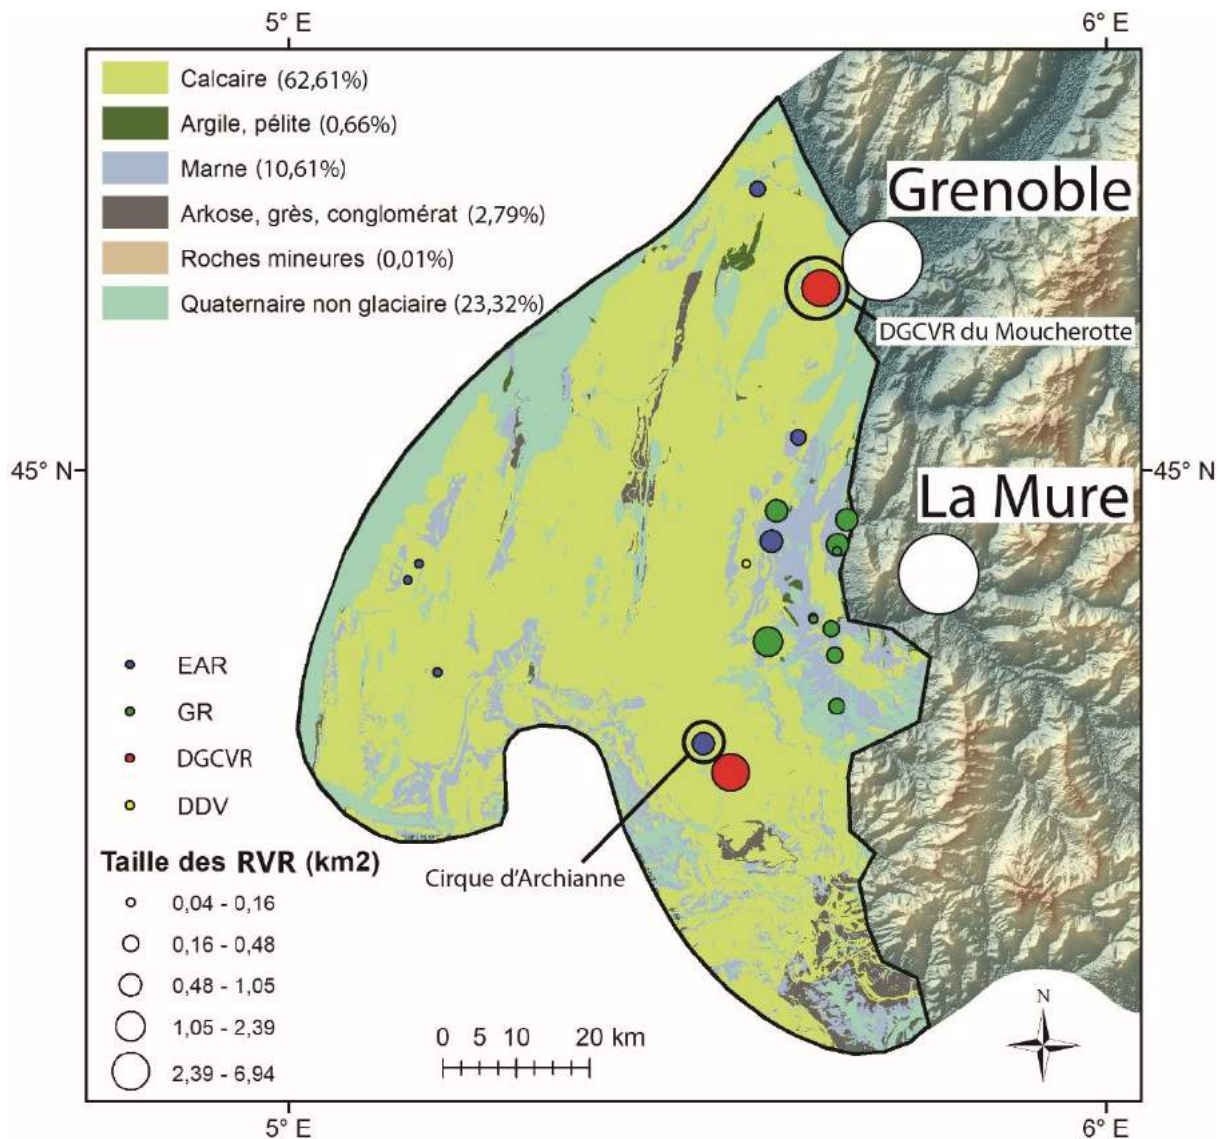 5° E
6° E
Calcaire (62,61%)
Argile, pélite (0,66%)
Marne (10,61%)
Arkose, grès, conglomérat (2,79%)
Roches mineures (0,01%)
Quaternaire non glaciaire (23,32%)
Grenoble
DGCVR du Moucherotte
45° N
45° N
La Mure
EAR
GR
DGCVR
DDV
Taille des RVR (km2)
0,04 - 0,16
0,16 - 0,48
0,48 - 1,05
1,05 - 2,39
2,39 - 6,94
Cirque d'Archianne
0 5 10 20 km
N
5° E
6° E